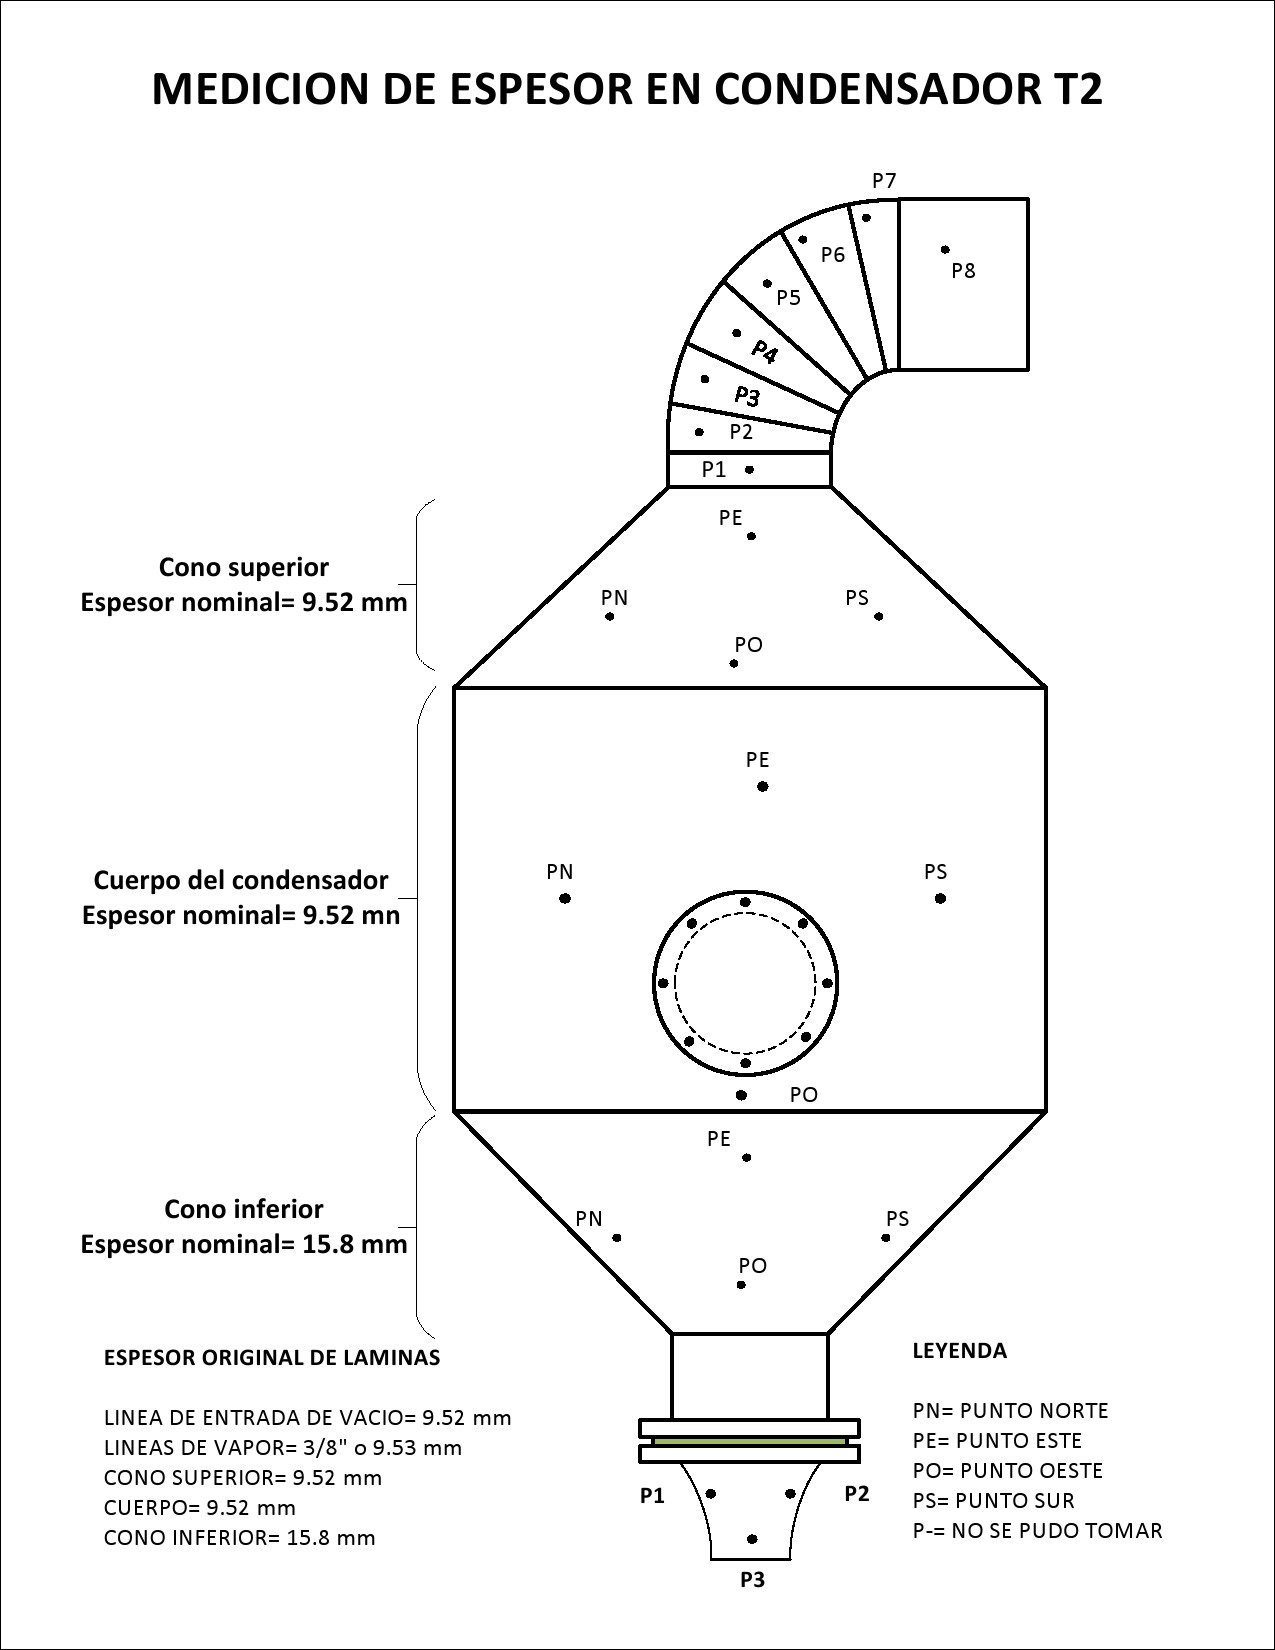 MEDICION DE ESPESOR EN CONDENSADOR T2
P7
P6
P8
P5
P4
P3
P2
P1
PE
Cono superior
Espesor nominal= 9.52 mm
PN
PS
PO
PE
Cuerpo del condensador
Espesor nominal= 9.52 mn
PN
PS
PO
PE
Cono inferior
Espesor nominal= 15.8 mm
PN
PS
PO
ESPESOR ORIGINAL DE LAMINAS
LINEA DE ENTRADA DE VACIO= 9.52 mm
LINEAS DE VAPOR= 3/8" o 9.53 mm
CONO SUPERIOR= 9.52 mm
CUERPO= 9.52 mm
CONO INFERIOR= 15.8 mm
P1
P2
P3
LEYENDA
PN= PUNTO NORTE
PE= PUNTO ESTE
PO= PUNTO OESTE
PS= PUNTO SUR
P-= NO SE PUDO TOMAR